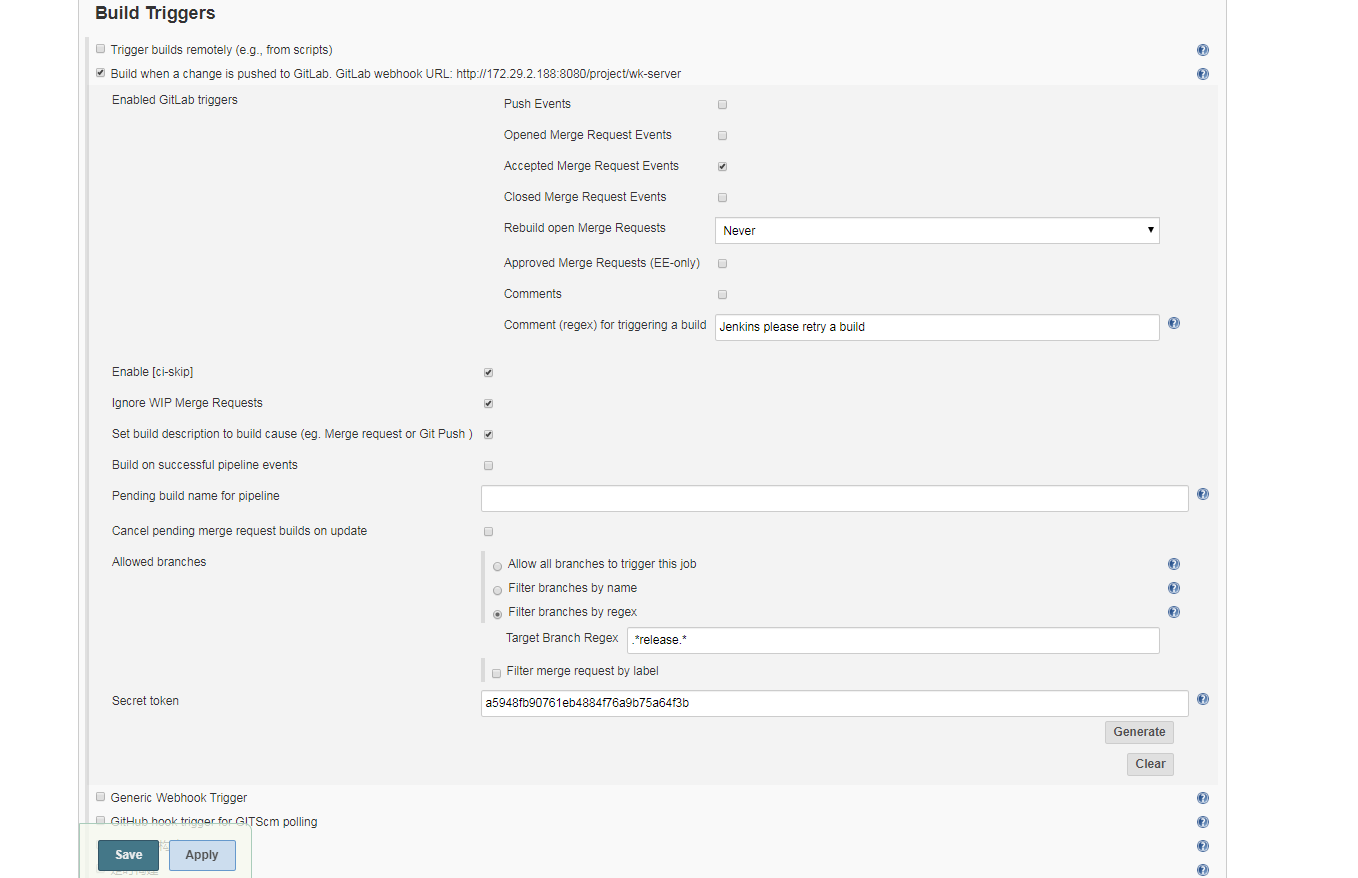 Build Triggers
Trigger builds remotely (e.g., from scripts)
Build when a change is pushed to GitLab. GitLab webhook URL: http://172.29.2.188:8080/project/wk-server
Enabled GitLab triggers
Push Events
Opened Merge Request Events
Accepted Merge Request Events
Closed Merge Request Events
Rebuild open Merge Requests
Never
Approved Merge Requests (EE-only)
Comments
Comment (regex) for triggering a build
Jenkins please retry a build
Enable [ci-skip]
Ignore WIP Merge Requests
Set build description to build cause (eg. Merge request or Git Push )
Build on successful pipeline events
Pending build name for pipeline
Cancel pending merge request builds on update
Allowed branches
Allow all branches to trigger this job
Filter branches by name
Filter branches by regex
Target Branch Regex
.*release.*
Filter merge request by label
Secret token
a5948fb90761eb4884f76a9b75a64f3b
Generate
Clear
Generic Webhook Trigger
GitHub hook trigger for GITScm polling
Save
Apply